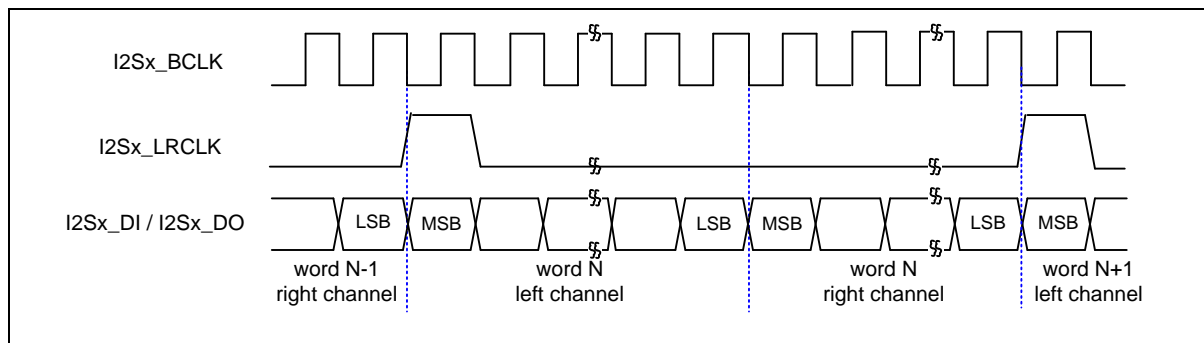 I2Sx_BCLK
I2Sx_LRCLK
I2Sx_DI / I2Sx_DO
LSB
MSB
LSB
MSB
LSB
MSB
word N-1
right channel
word N
left channel
word N
right channel
word N+1
left channel